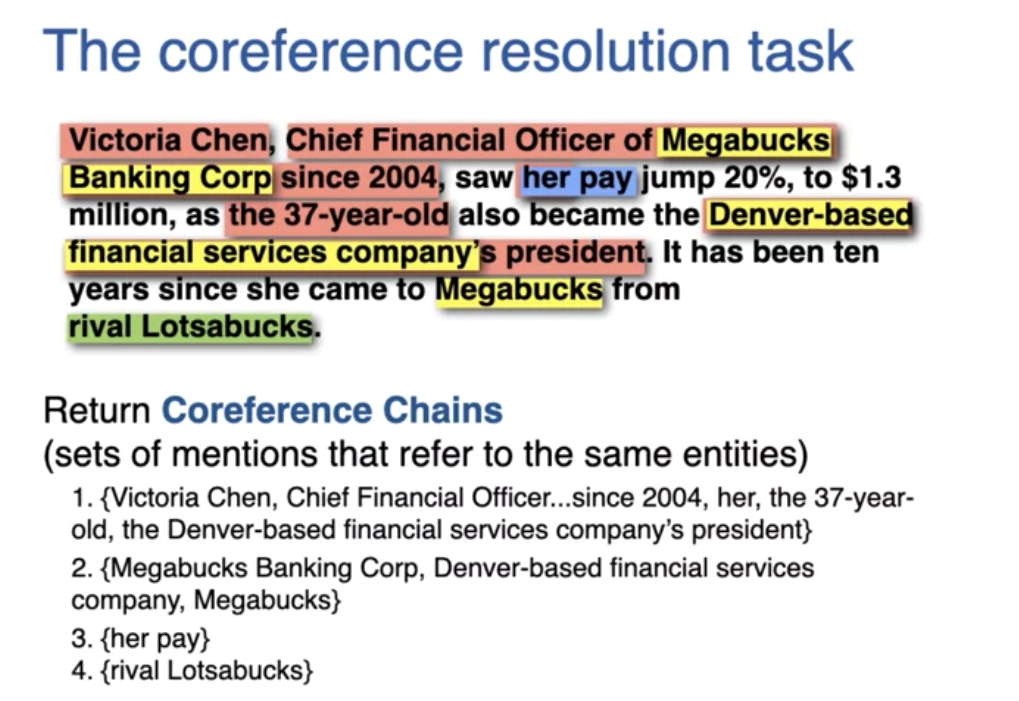 The coreference resolution task
Victoria Chen, Chief Financial Officer of Megabucks
Banking Corp since 2004, saw her pay jump 20%, to $1.3
million, as the 37-year-old also became the Denver-based
financial services company's president. It has been ten
years since she came to Megabucks from
rival Lotsabucks.
Return Coreference Chains
(sets of mentions that refer to the same entities)
1. {Victoria Chen, Chief Financial Officer...since 2004, her, the 37-year-
old, the Denver-based financial services company's president}
2. {Megabucks Banking Corp, Denver-based financial services
company, Megabucks}
3. {her pay}
4. {rival Lotsabucks}